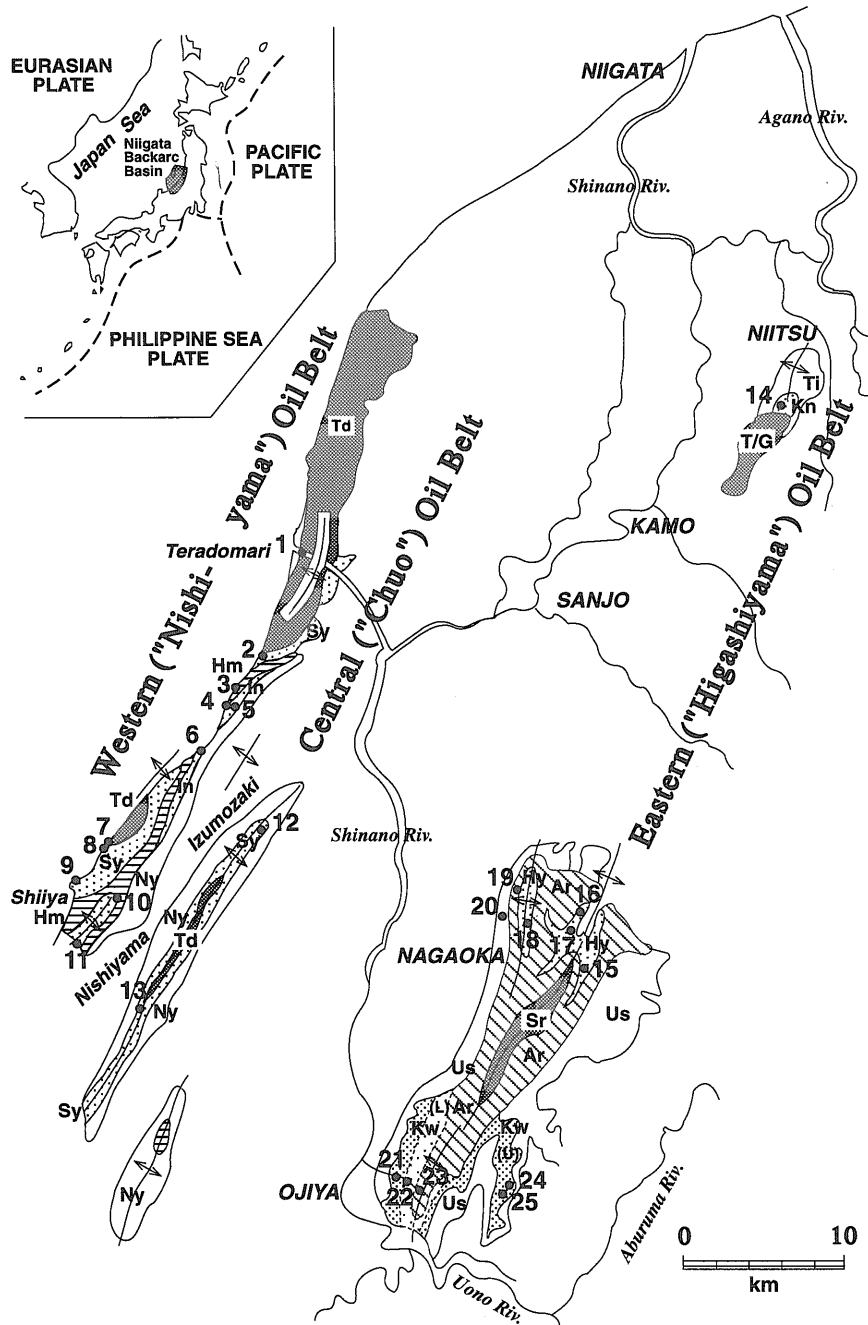 EURASIAN
PLATE
Japan Sea
Niigata
Backarc
Basin
PACIFIC
PLATE
PHILIPPINE SEA
PLATE
NIIGATA
Agano Riv.
Shinano Riv.
NIITSU
Ti
14
Kn
T/G
Td
Western ("Nishi-
yama") Oil Belt
Central ("Chuo") Oil Belt
Eastern ("Higashiyama") Oil Belt
KAMO
SANJO
Teradomari
1
Sy
2
Hm
3
In
4
5
6
In
Td
7
8
Sy
9
Ny
Shiiya
10
Hm
11
Izumozaki
12
Sy
Ny
Td
Nishiyama
13
Ny
Sy
Ny
Shinano Riv.
19
Hy
Ar
16
20
18
17
Hy
NAGAOKA
15
Sr
Us
Ar
Us
(L)
Ar
Kw
Kw
(U)
21
23
22
Us
24
25
OJIYA
Aburuma Riv.
Uono Riv.
0
10
km